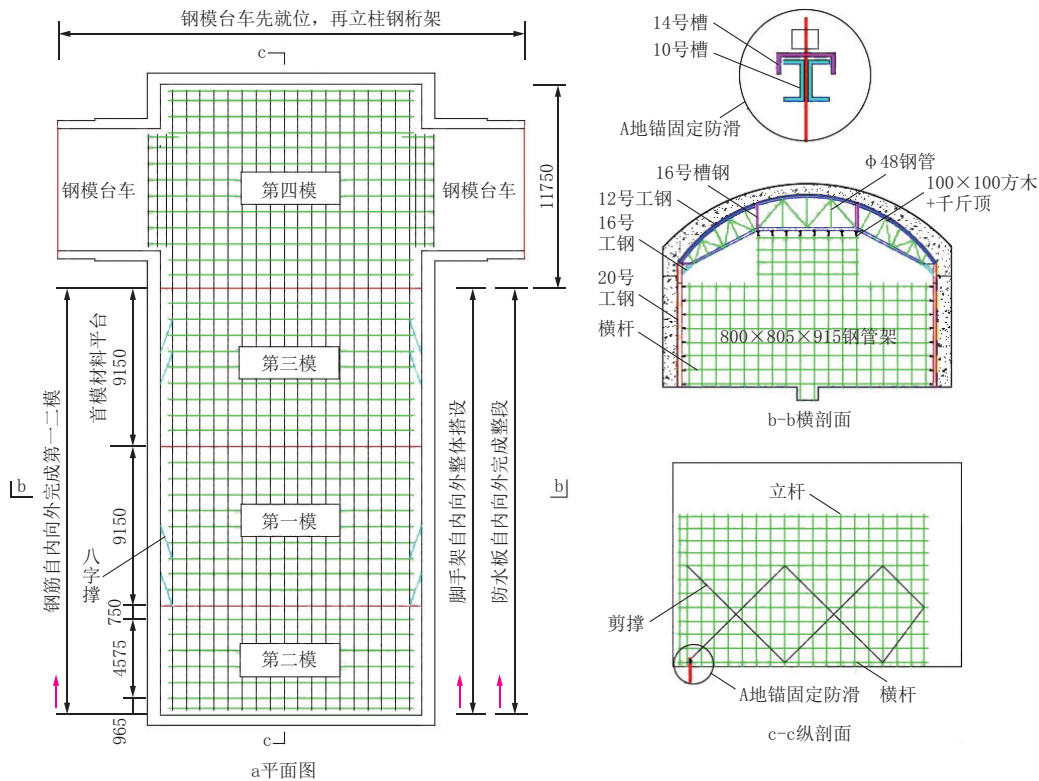 钢模台车先就位，再立柱钢桁架
c
钢模台车
第四模
钢模台车
11750
首模材料平台
9150
第三模
钢筋自内向外完成第一二模
脚手架自内向外整体搭设
防水板自内向外完成整段
b
b
9150
第一模
八字撑
750
4575
第二模
965
c
a平面图
14号槽
10号槽
A地锚固定防滑
16号槽钢
φ48钢管
12号工钢
100×100方木
+千斤顶
16号
工钢
20号
工钢
横杆
800×805×915钢管架
b-b横剖面
立杆
剪撑
A地锚固定防滑
横杆
c-c纵剖面